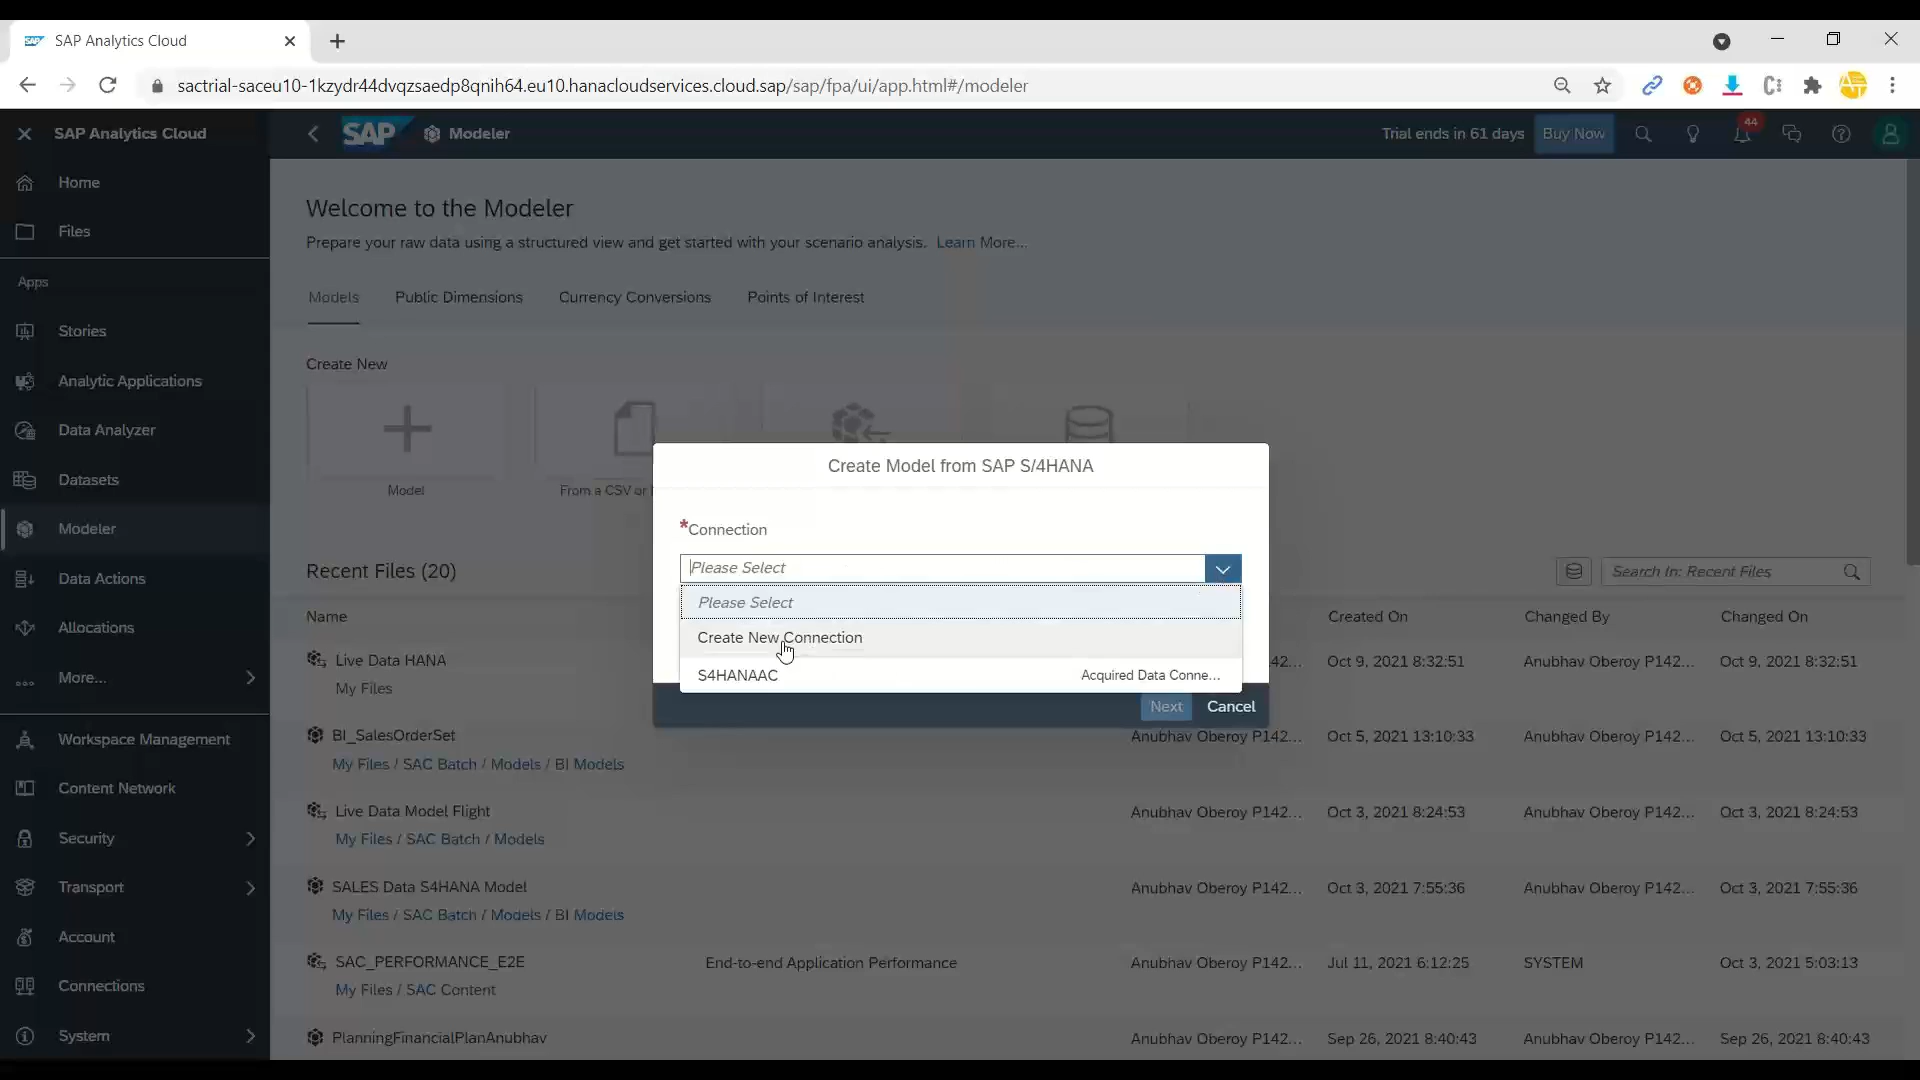 SAP Analytics Cloud
sactrial-saceu10-1kzydr44dvqzsaedp8qnih64.eu10.hanacloudservices.cloud.sap/sap/fpa/ui/app.html#/modeler
SAP Analytics Cloud
SAP Modeler
Trial ends in 61 days Buy Now 44
Home
Files
Apps
Stories
Analytic Applications
Data Analyzer
Datasets
Modeler
Data Actions
Allocations
More...
Workspace Management
Content Network
Security
Transport
Account
Connections
System
Welcome to the Modeler
Prepare your raw data using a structured view and get started with your scenario analysis. Learn More...
Models Public Dimensions Currency Conversions Points of Interest
Create New
Model From a CSV or
Create Model from SAP S/4HANA
*Connection
Please Select
Please Select
Create New Connection
S4HANAAC Acquired Data Conne...
Next Cancel
Recent Files (20) Search In: Recent Files
Name Created On Changed By Changed On
Live Data HANA 42... Oct 9, 2021 8:32:51 Anubhav Oberoy P142... Oct 9, 2021 8:32:51
My Files
BI_SalesOrderSet Anubhav Oberoy P142... Oct 5, 2021 13:10:33 Anubhav Oberoy P142... Oct 5, 2021 13:10:33
My Files / SAC Batch / Models / BI Models
Live Data Model Flight Anubhav Oberoy P142... Oct 3, 2021 8:24:53 Anubhav Oberoy P142... Oct 3, 2021 8:24:53
My Files / SAC Batch / Models
SALES Data S4HANA Model Anubhav Oberoy P142... Oct 3, 2021 7:55:36 Anubhav Oberoy P142... Oct 3, 2021 7:55:36
My Files / SAC Batch / Models / BI Models
SAC_PERFORMANCE_E2E End-to-end Application Performance Anubhav Oberoy P142... Jul 11, 2021 6:12:25 SYSTEM Oct 3, 2021 5:03:13
My Files / SAC Content
PlanningFinancialPlanAnubhav Anubhav Oberoy P142... Sep 26, 2021 8:40:43 Anubhav Oberoy P142... Sep 26, 2021 8:40:43